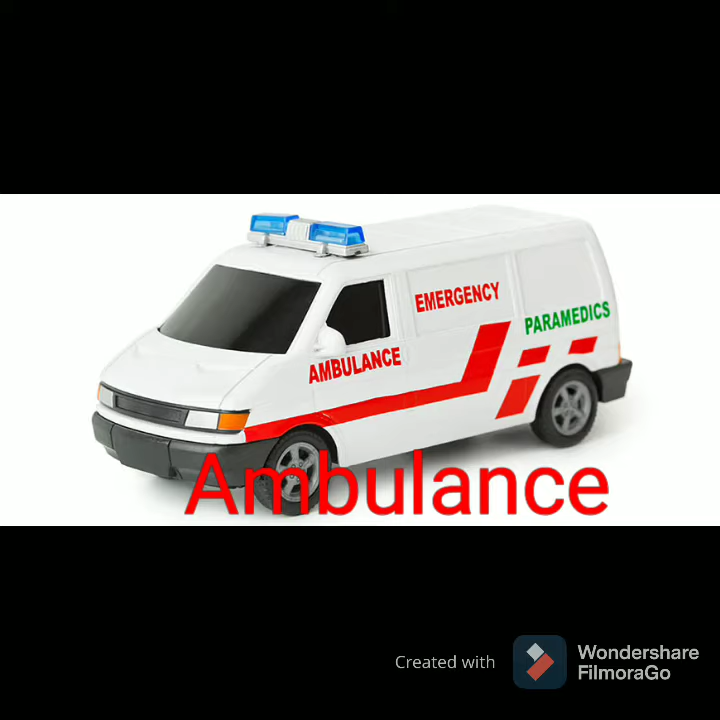 EMERGENCY
PARAMEDICS
AMBULANCE
Ambulance
Created with
Wondershare
FilmoraGo